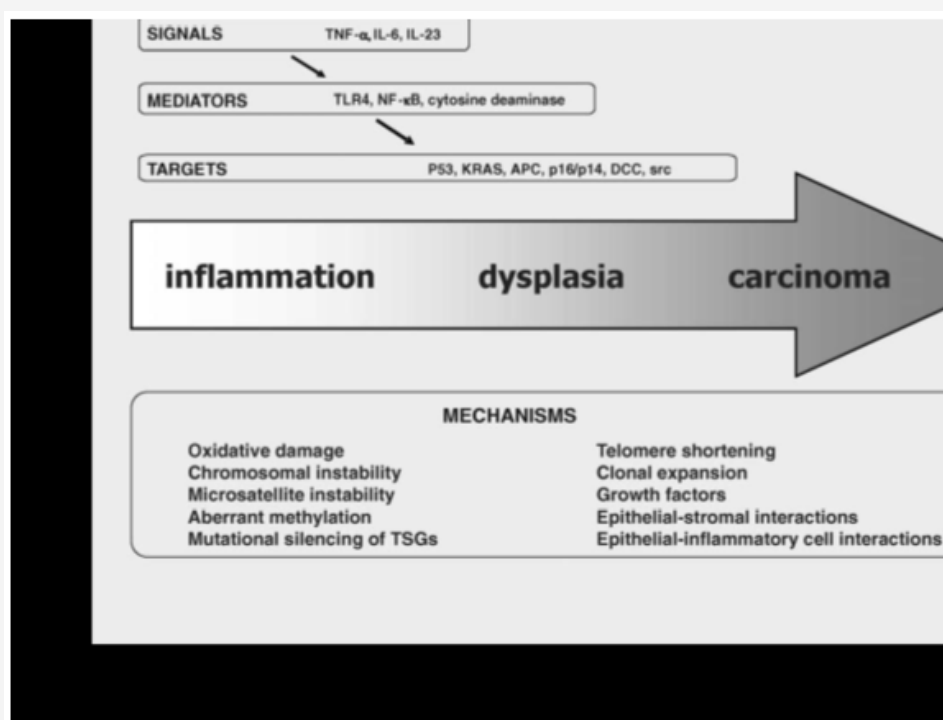 SIGNALS TNF-α, IL-6, IL-23
MEDIATORS TLR4, NF-κB, cytosine deaminase
TARGETS P53, KRAS, APC, p16/p14, DCC, src
inflammation dysplasia carcinoma
MECHANISMS
Oxidative damage Telomere shortening
Chromosomal instability Clonal expansion
Microsatellite instability Growth factors
Aberrant methylation Epithelial-stromal interactions
Mutational silencing of TSGs Epithelial-inflammatory cell interactions